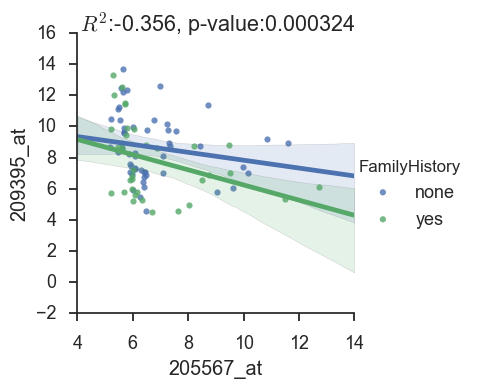 R²:-0.356, p-value:0.000324
16
14
12
10
8
6
4
2
0
−2
209395_at
4
6
8
10
12
14
205567_at
FamilyHistory
none
yes